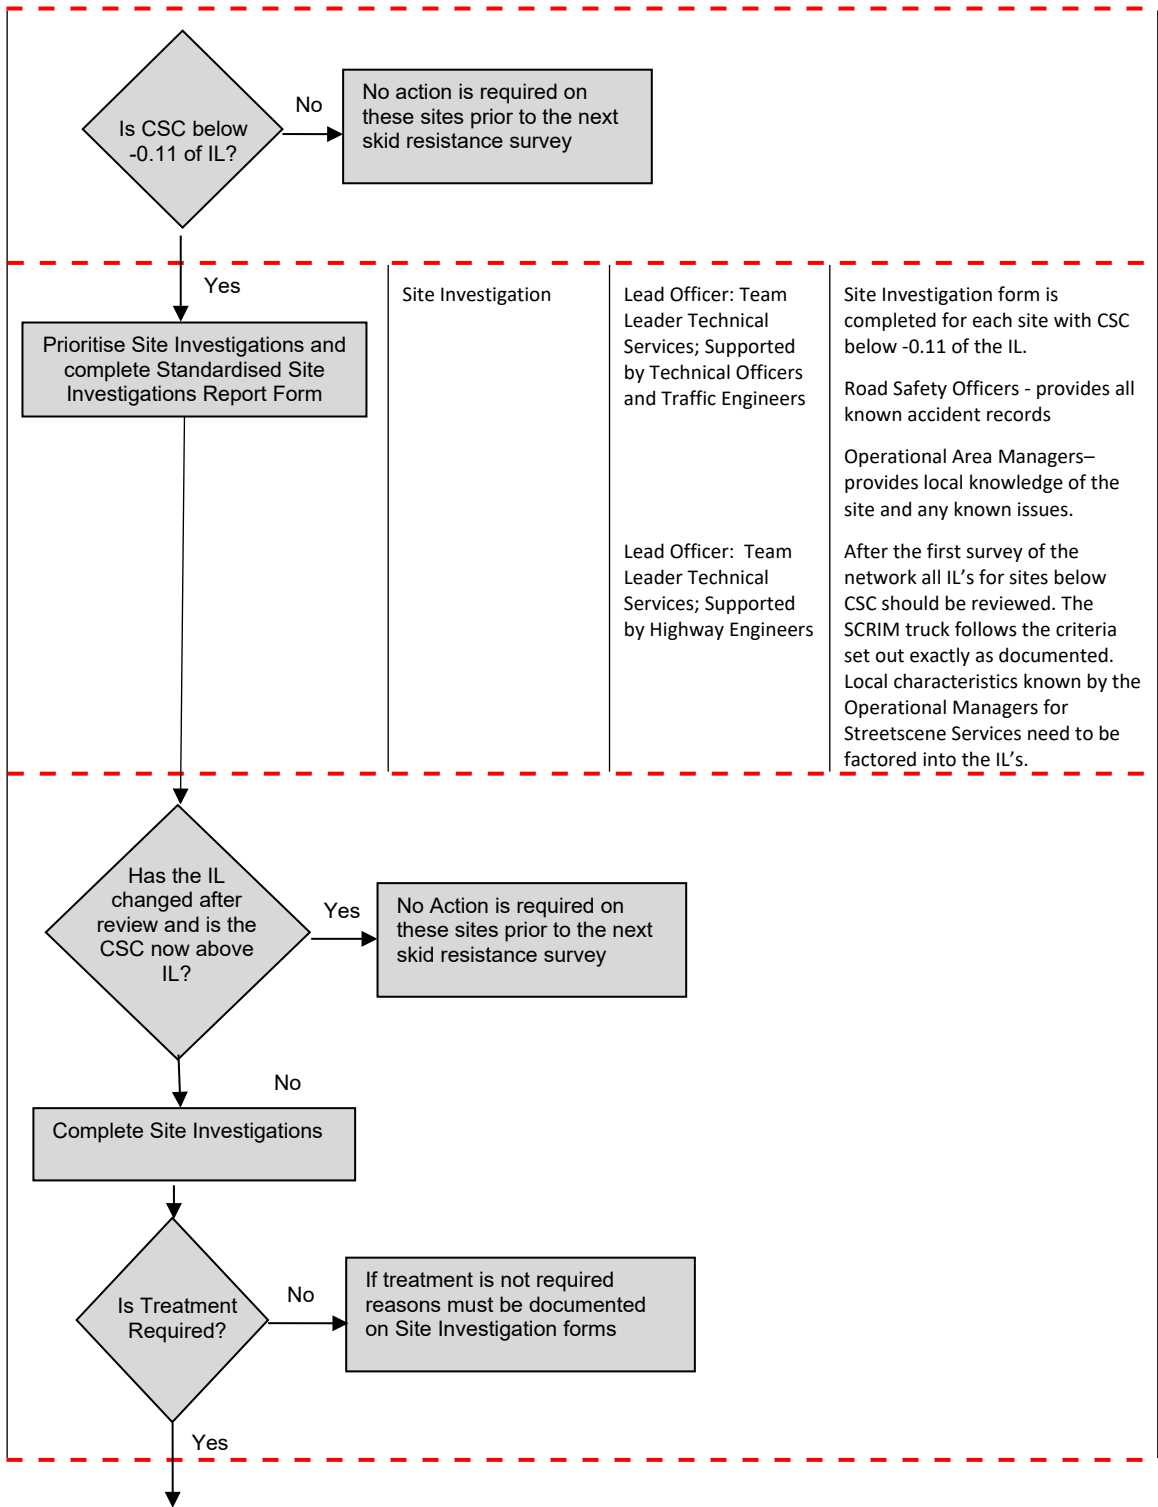 Is CSC below
-0.11 of IL?
No
No action is required on
these sites prior to the next
skid resistance survey
Yes
Prioritise Site Investigations and
complete Standardised Site
Investigations Report Form
Site Investigation
Lead Officer: Team
Leader Technical
Services; Supported
by Technical Officers
and Traffic Engineers
Site Investigation form is
completed for each site with CSC
below -0.11 of the IL.
Road Safety Officers - provides all
known accident records
Operational Area Managers–
provides local knowledge of the
site and any known issues.
Lead Officer: Team
Leader Technical
Services; Supported
by Highway Engineers
After the first survey of the
network all IL’s for sites below
CSC should be reviewed. The
SCRIM truck follows the criteria
set out exactly as documented.
Local characteristics known by the
Operational Managers for
Streetscene Services need to be
factored into the IL’s.
Has the IL
changed after
review and is the
CSC now above
IL?
Yes
No Action is required on
these sites prior to the next
skid resistance survey
No
Complete Site Investigations
Is Treatment
Required?
No
If treatment is not required
reasons must be documented
on Site Investigation forms
Yes